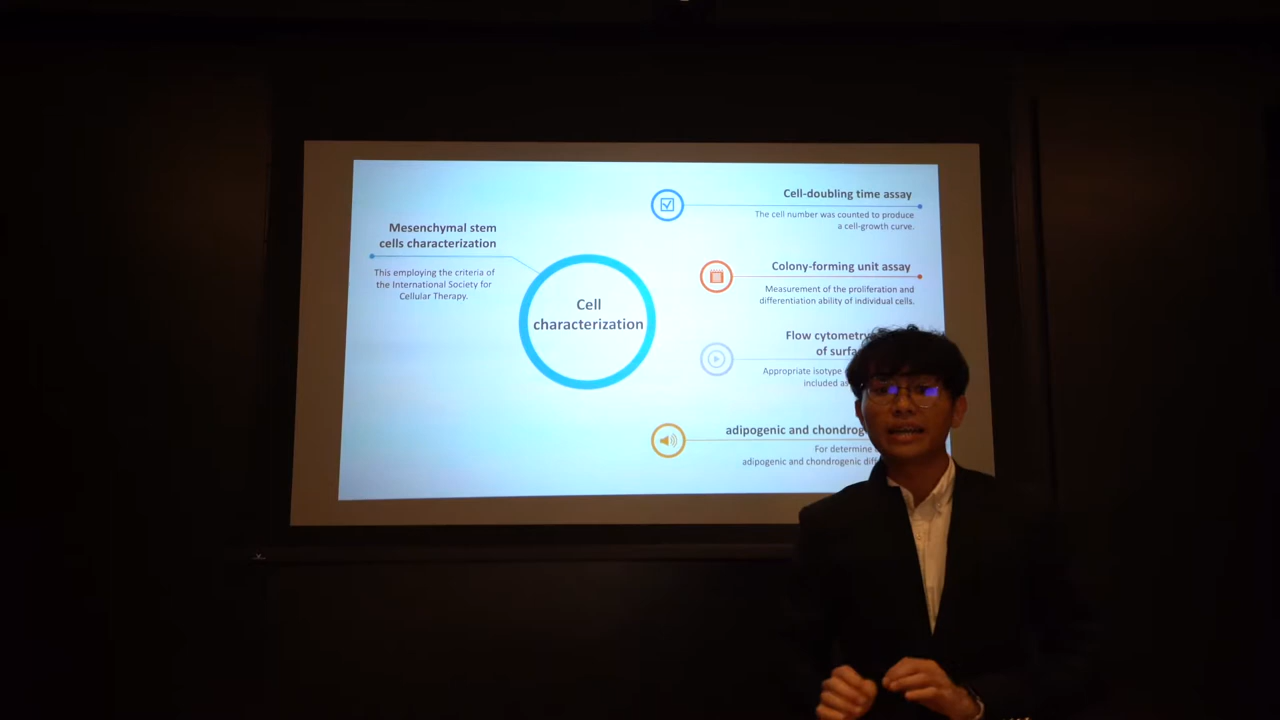 Mesenchymal stem
cells characterization
This employing the criteria of
the International Society for
Cellular Therapy.
Cell
characterization
Cell-doubling time assay
The cell number was counted to produce
a cell-growth curve.
Colony-forming unit assay
Measurement of the proliferation and
differentiation ability of individual cells.
Flow cytometry
of
Appropriate isotype
included
adipogenic and
For determine
adipogenic and chondrogenic